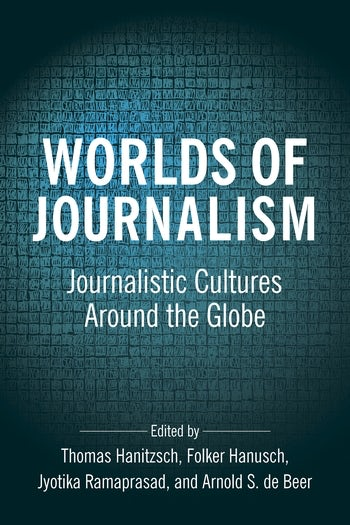 WORLDS OF
JOURNALISM
Journalistic Cultures
Around the Globe
Edited by
Thomas Hanitzsch, Folker Hanusch,
Jyotika Ramaprasad, and Arnold S. de Beer